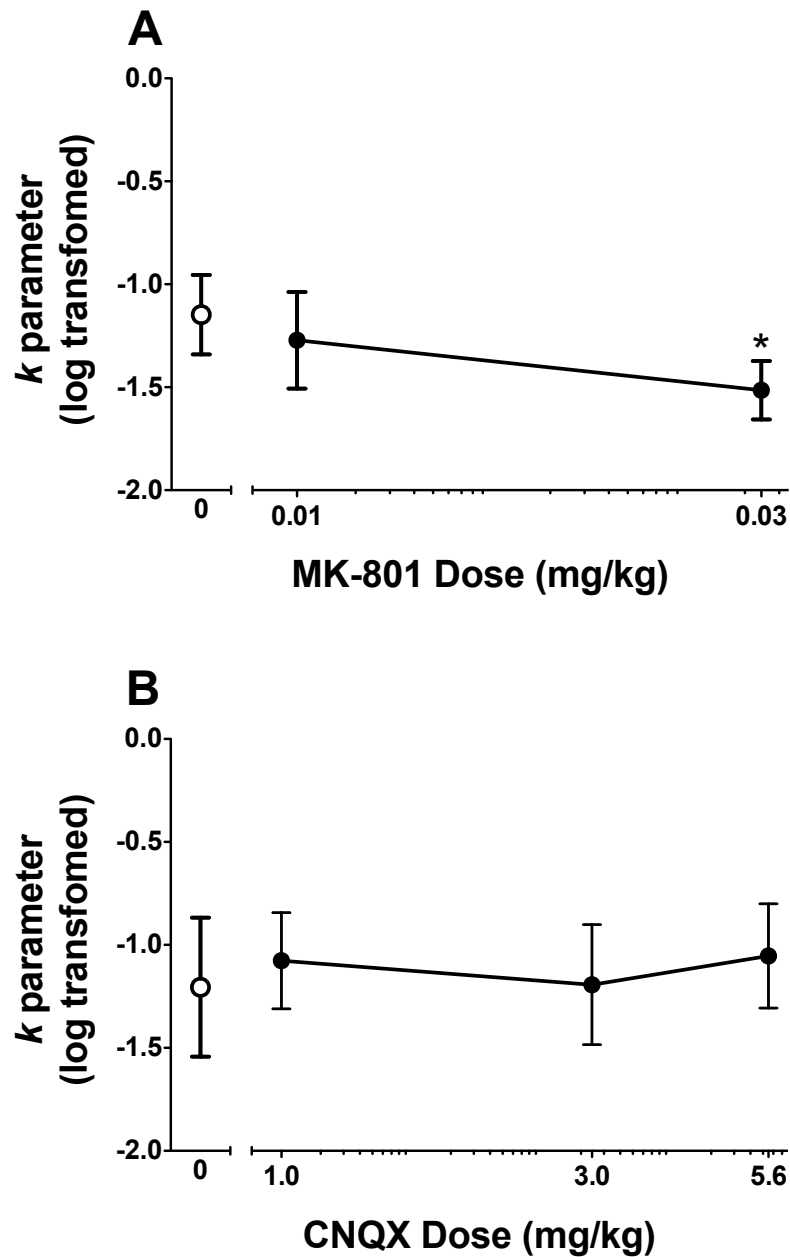 A
0.0
-0.5
-1.0
-1.5
-2.0
k parameter
(log transfomed)
*
0
0.01
0.03
MK-801 Dose (mg/kg)
B
0.0
-0.5
-1.0
-1.5
-2.0
k parameter
(log transfomed)
0
1.0
3.0
5.6
CNQX Dose (mg/kg)